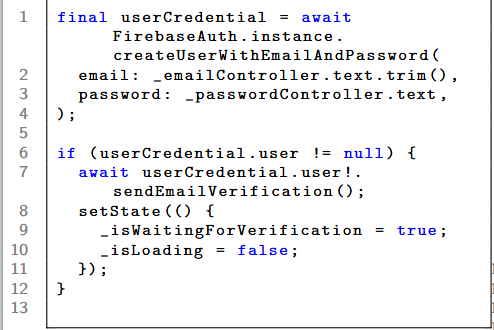 1 final userCredential = await
FirebaseAuth.instance.
createUserWithEmailAndPassword(
2 email: _emailController.text.trim(),
3 password: _passwordController.text,
4 );
5
6 if (userCredential.user != null) {
7 await userCredential.user!.
sendEmailVerification();
8 setState(() {
9 _isWaitingForVerification = true;
10 _isLoading = false;
11 });
12 }
13